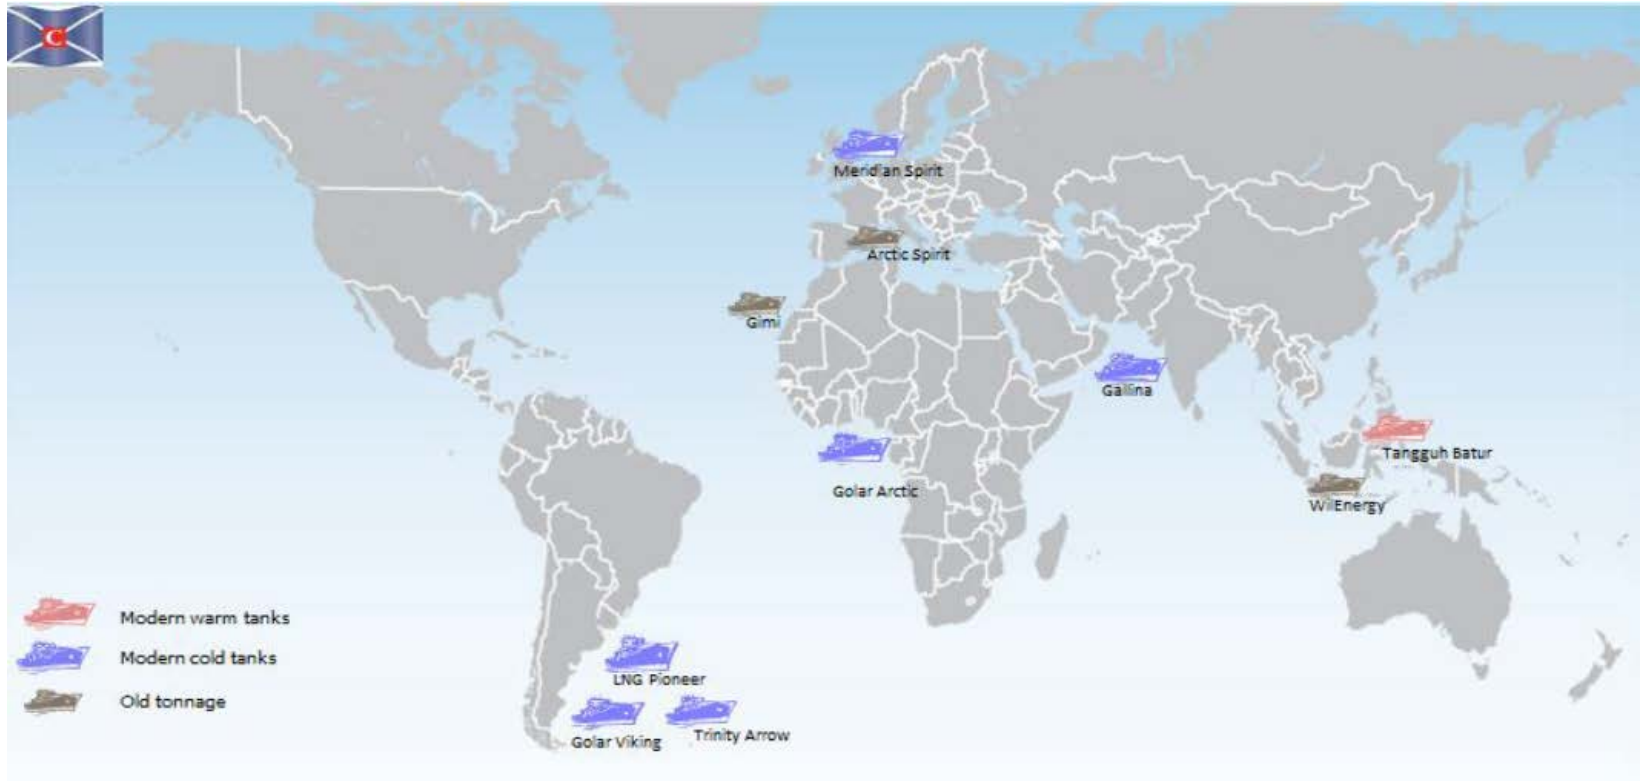 C
Meridian Spirit
Arctic Spirit
Gimi
Gallina
Tangguh Batur
Golar Arctic
WilEnergy
Modern warm tanks
Modern cold tanks
LNG Pioneer
Old tonnage
Golar Viking
Trinity Arrow